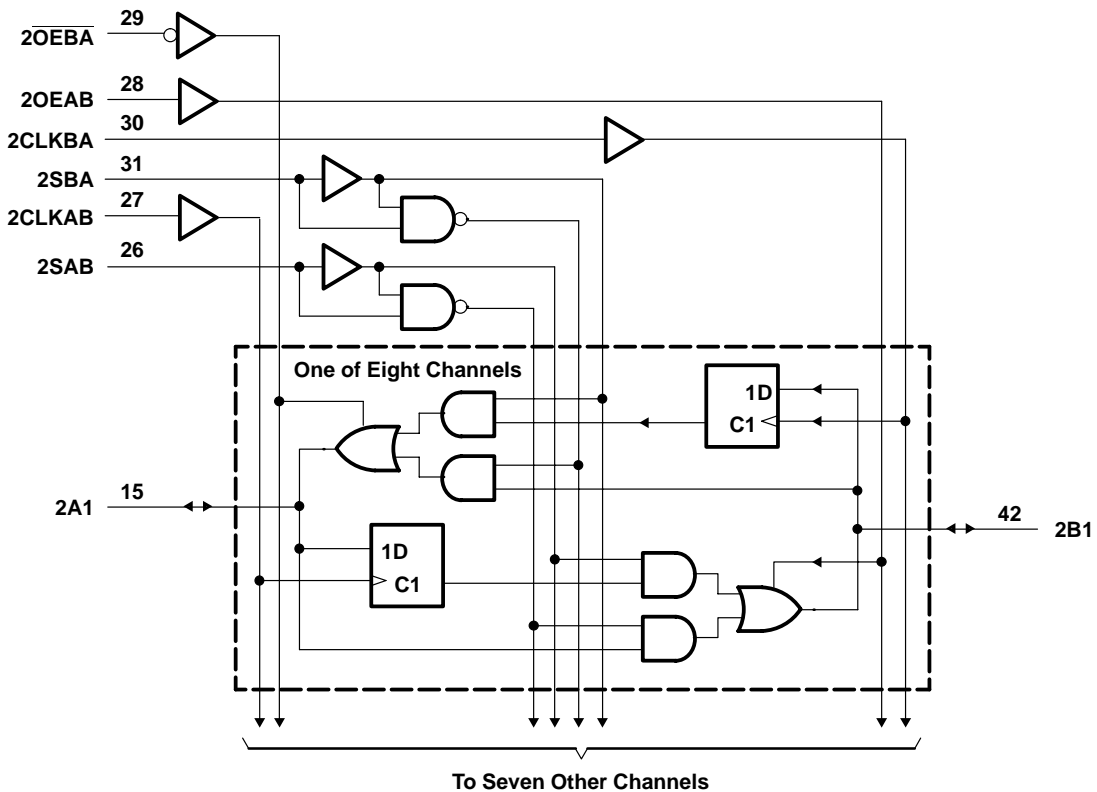 29
2OEBA
28
2OEAB
30
2CLKBA
31
2SBA
27
2CLKAB
26
2SAB
One of Eight Channels
1D
C1
15
2A1
42
2B1
1D
C1
To Seven Other Channels